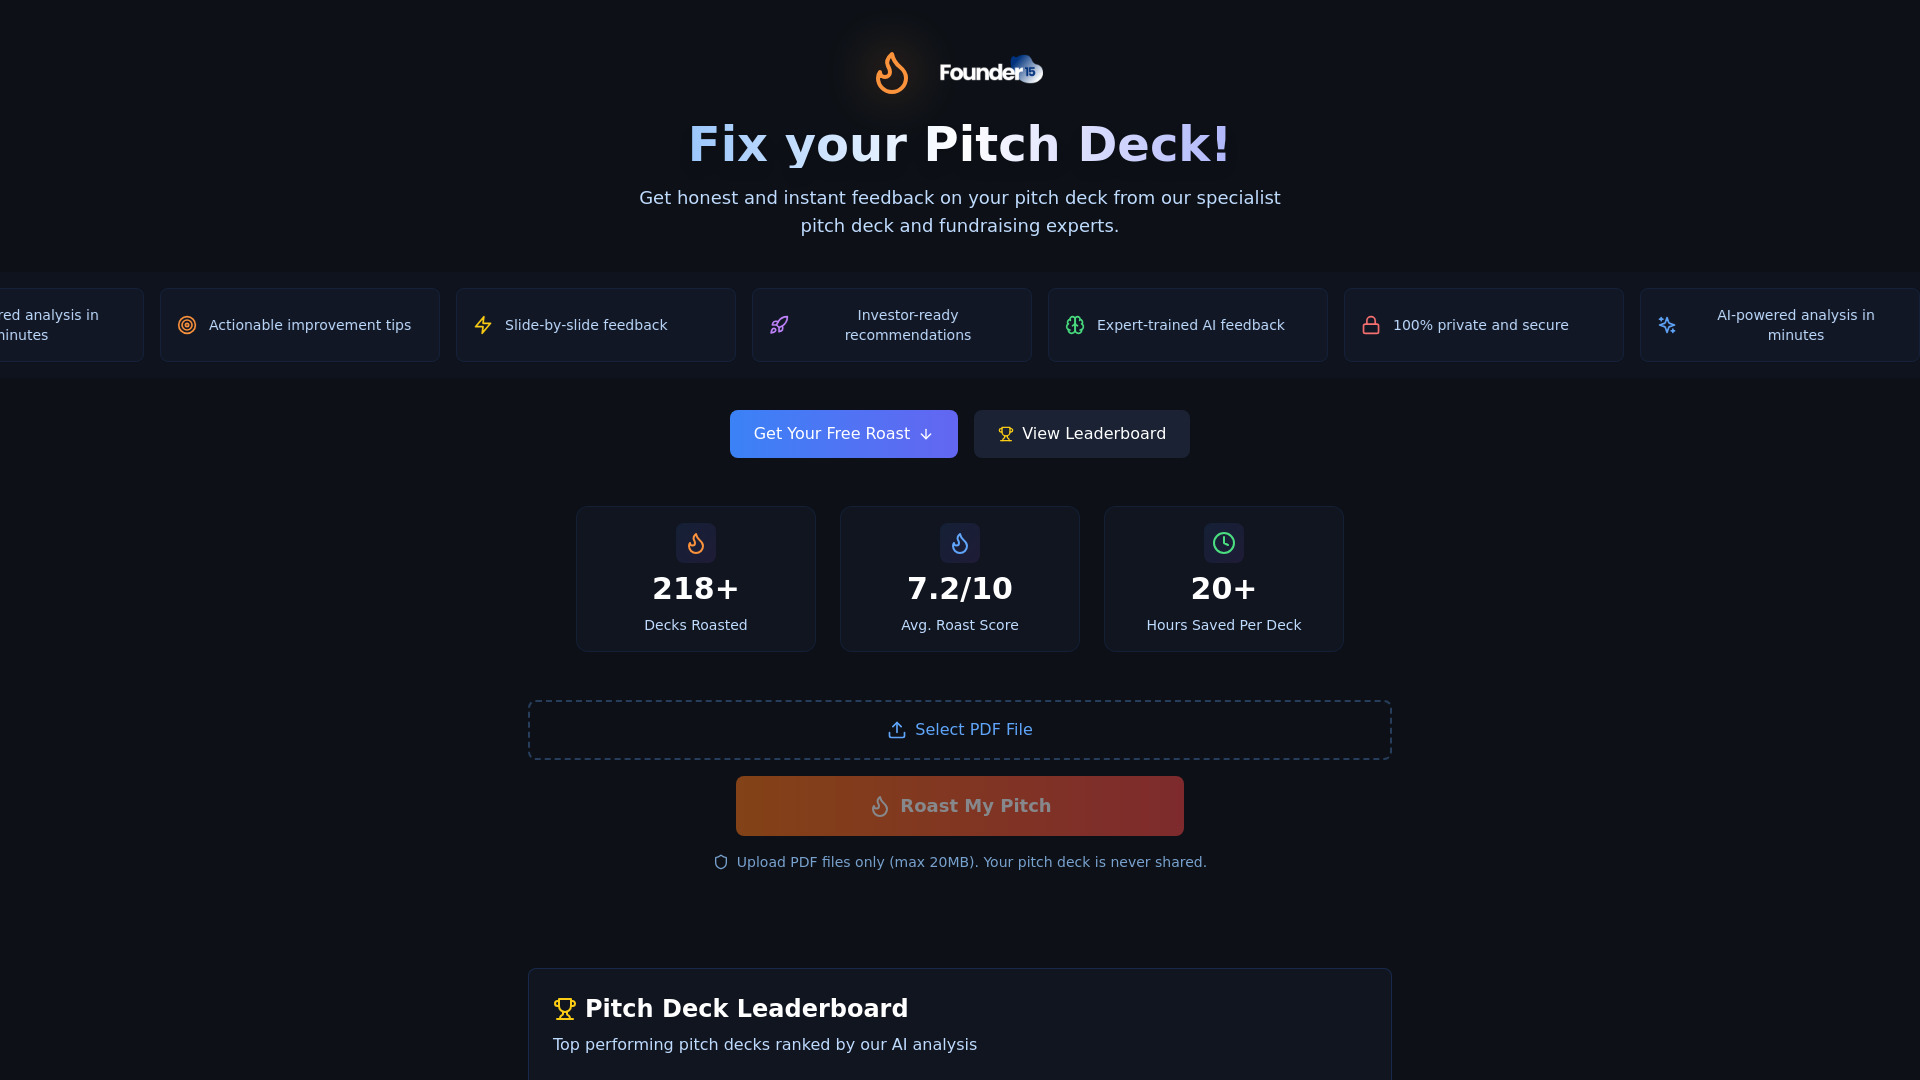 Founder15
Fix your Pitch Deck!
Get honest and instant feedback on your pitch deck from our specialist
pitch deck and fundraising experts.
analysis in
Actionable improvement tips
Slide-by-slide feedback
Investor-ready
recommendations
Expert-trained AI feedback
100% private and secure
AI-powered analysis in
minutes
Get Your Free Roast
View Leaderboard
218+
Decks Roasted
7.2/10
Avg. Roast Score
20+
Hours Saved Per Deck
Select PDF File
Roast My Pitch
Upload PDF files only (max 20MB). Your pitch deck is never shared.
Pitch Deck Leaderboard
Top performing pitch decks ranked by our AI analysis